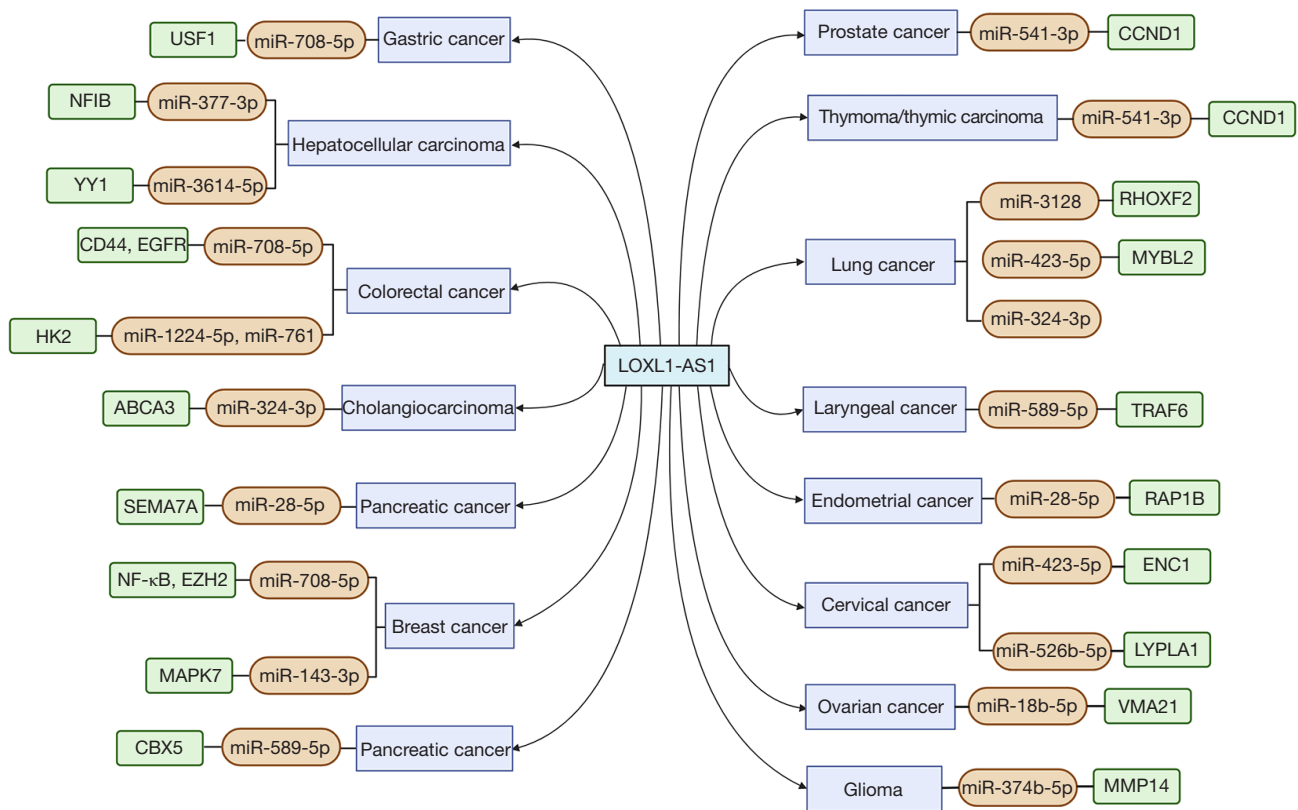 USF1 miR-708-5p Gastric cancer
NFIB miR-377-3p
Hepatocellular carcinoma
YY1 miR-3614-5p
CD44, EGFR miR-708-5p
Colorectal cancer
HK2 miR-1224-5p, miR-761
ABCA3 miR-324-3p Cholangiocarcinoma
SEMA7A miR-28-5p Pancreatic cancer
NF-κB, EZH2 miR-708-5p
Breast cancer
MAPK7 miR-143-3p
CBX5 miR-589-5p Pancreatic cancer
LOXL1-AS1
Prostate cancer miR-541-3p CCND1
Thymoma/thymic carcinoma miR-541-3p CCND1
miR-3128 RHOXF2
Lung cancer miR-423-5p MYBL2
miR-324-3p
Laryngeal cancer miR-589-5p TRAF6
Endometrial cancer miR-28-5p RAP1B
miR-423-5p ENC1
Cervical cancer
miR-526b-5p LYPLA1
Ovarian cancer miR-18b-5p VMA21
Glioma miR-374b-5p MMP14